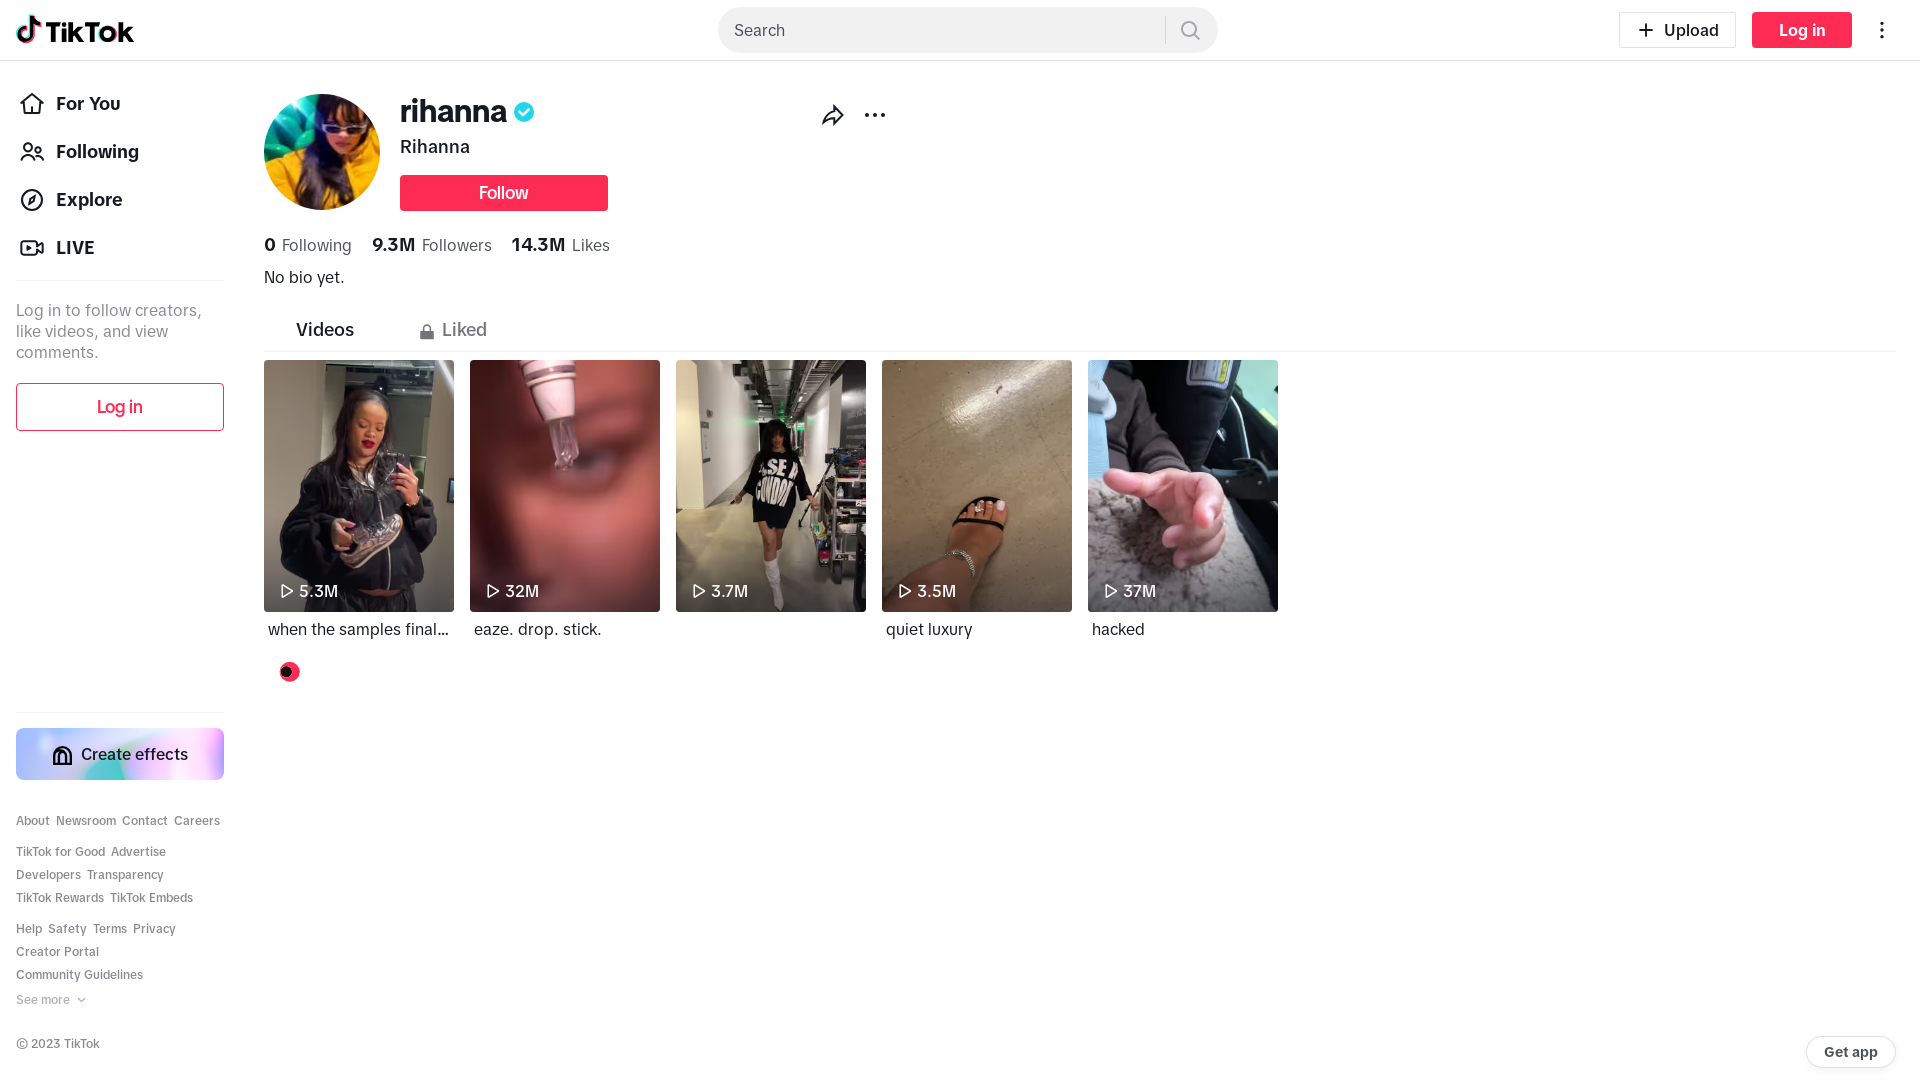 TikTok
Search
Upload
Log in
For You
Following
Explore
LIVE
Log in to follow creators,
like videos, and view
comments.
Log in
Create effects
About Newsroom Contact Careers
TikTok for Good Advertise
Developers Transparency
TikTok Rewards TikTok Embeds
Help Safety Terms Privacy
Creator Portal
Community Guidelines
See more
© 2023 TikTok
rihanna
Rihanna
Follow
0 Following 9.3M Followers 14.3M Likes
No bio yet.
Videos Liked
5.3M
when the samples final...
32M
eaze. drop. stick.
3.7M
3.5M
quiet luxury
37M
hacked
Get app